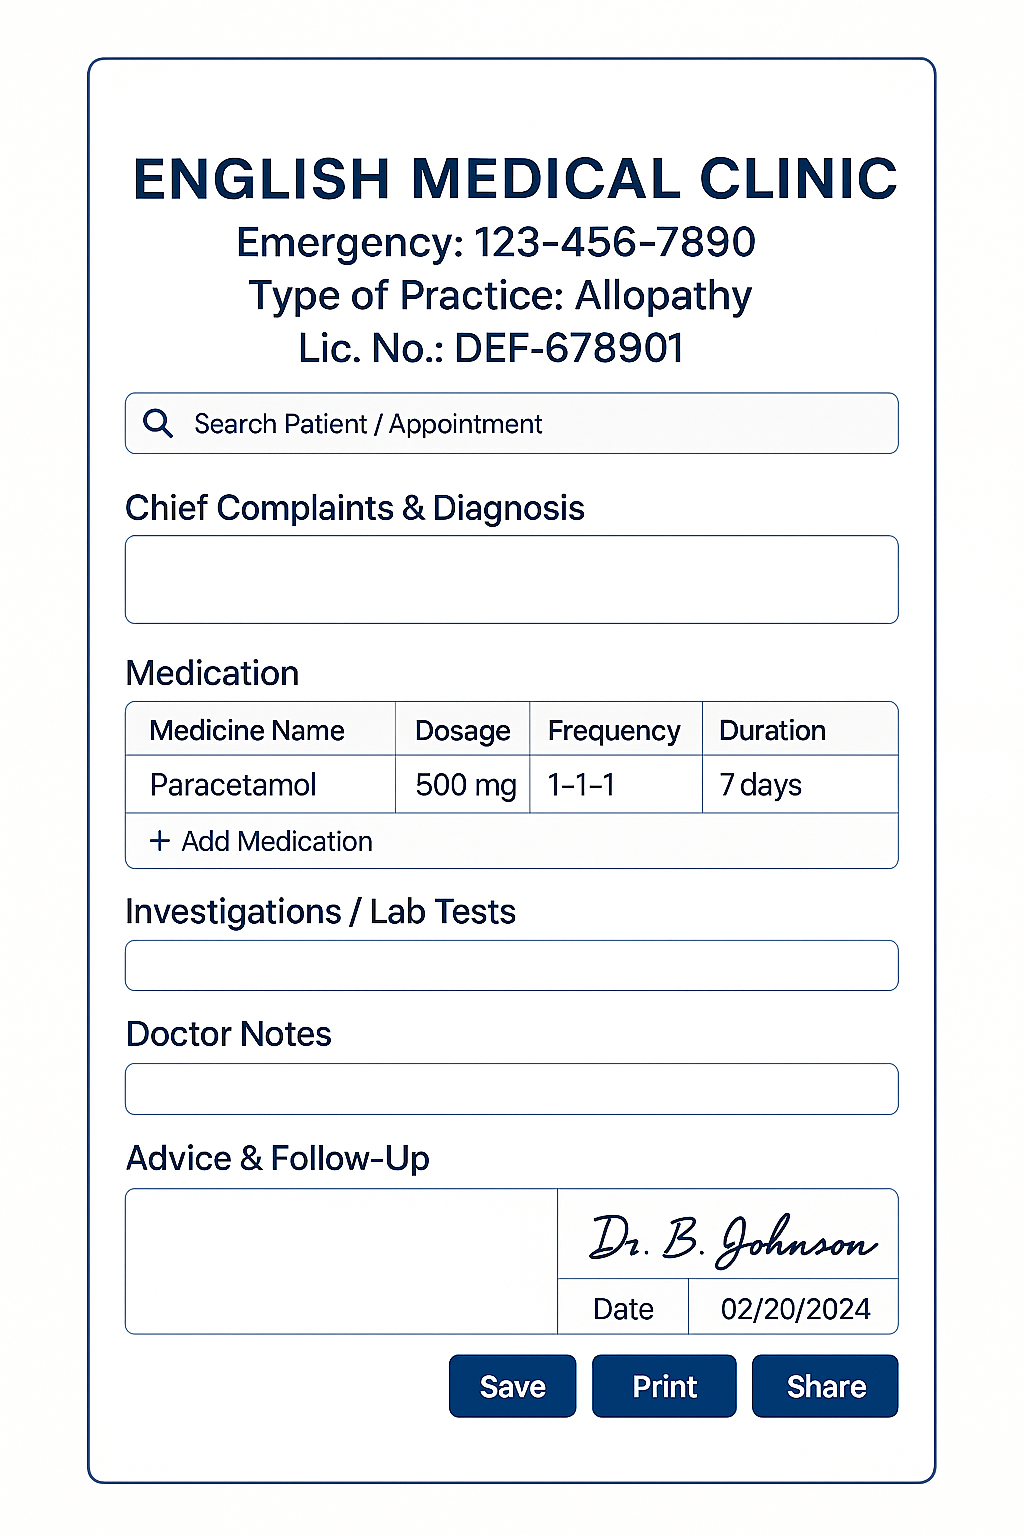 ENGLISH MEDICAL CLINIC
Emergency: 123-456-7890
Type of Practice: Allopathy
Lic. No.: DEF-678901
Search Patient / Appointment
Chief Complaints & Diagnosis
Medication
Medicine Name Dosage Frequency Duration
Paracetamol 500 mg 1-1-1 7 days
+ Add Medication
Investigations / Lab Tests
Doctor Notes
Advice & Follow-Up
Dr. B. Johnson
Date 02/20/2024
Save Print Share